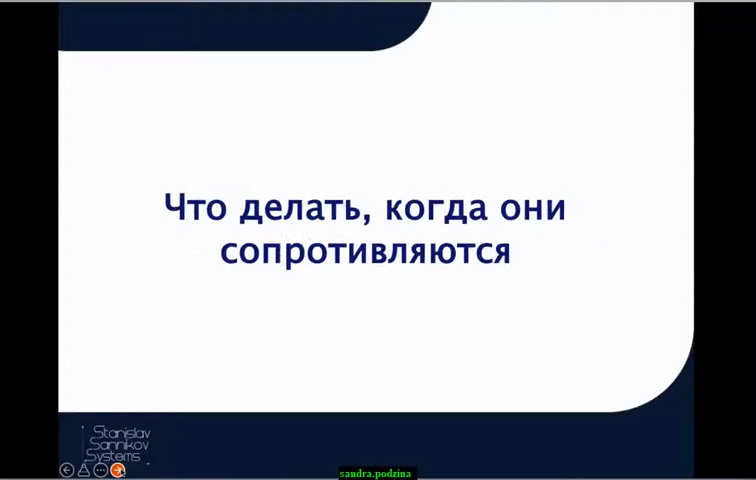 Что делать, когда они
сопротивляются
Stanislav
Sannikov
Systems
sandra.podzina